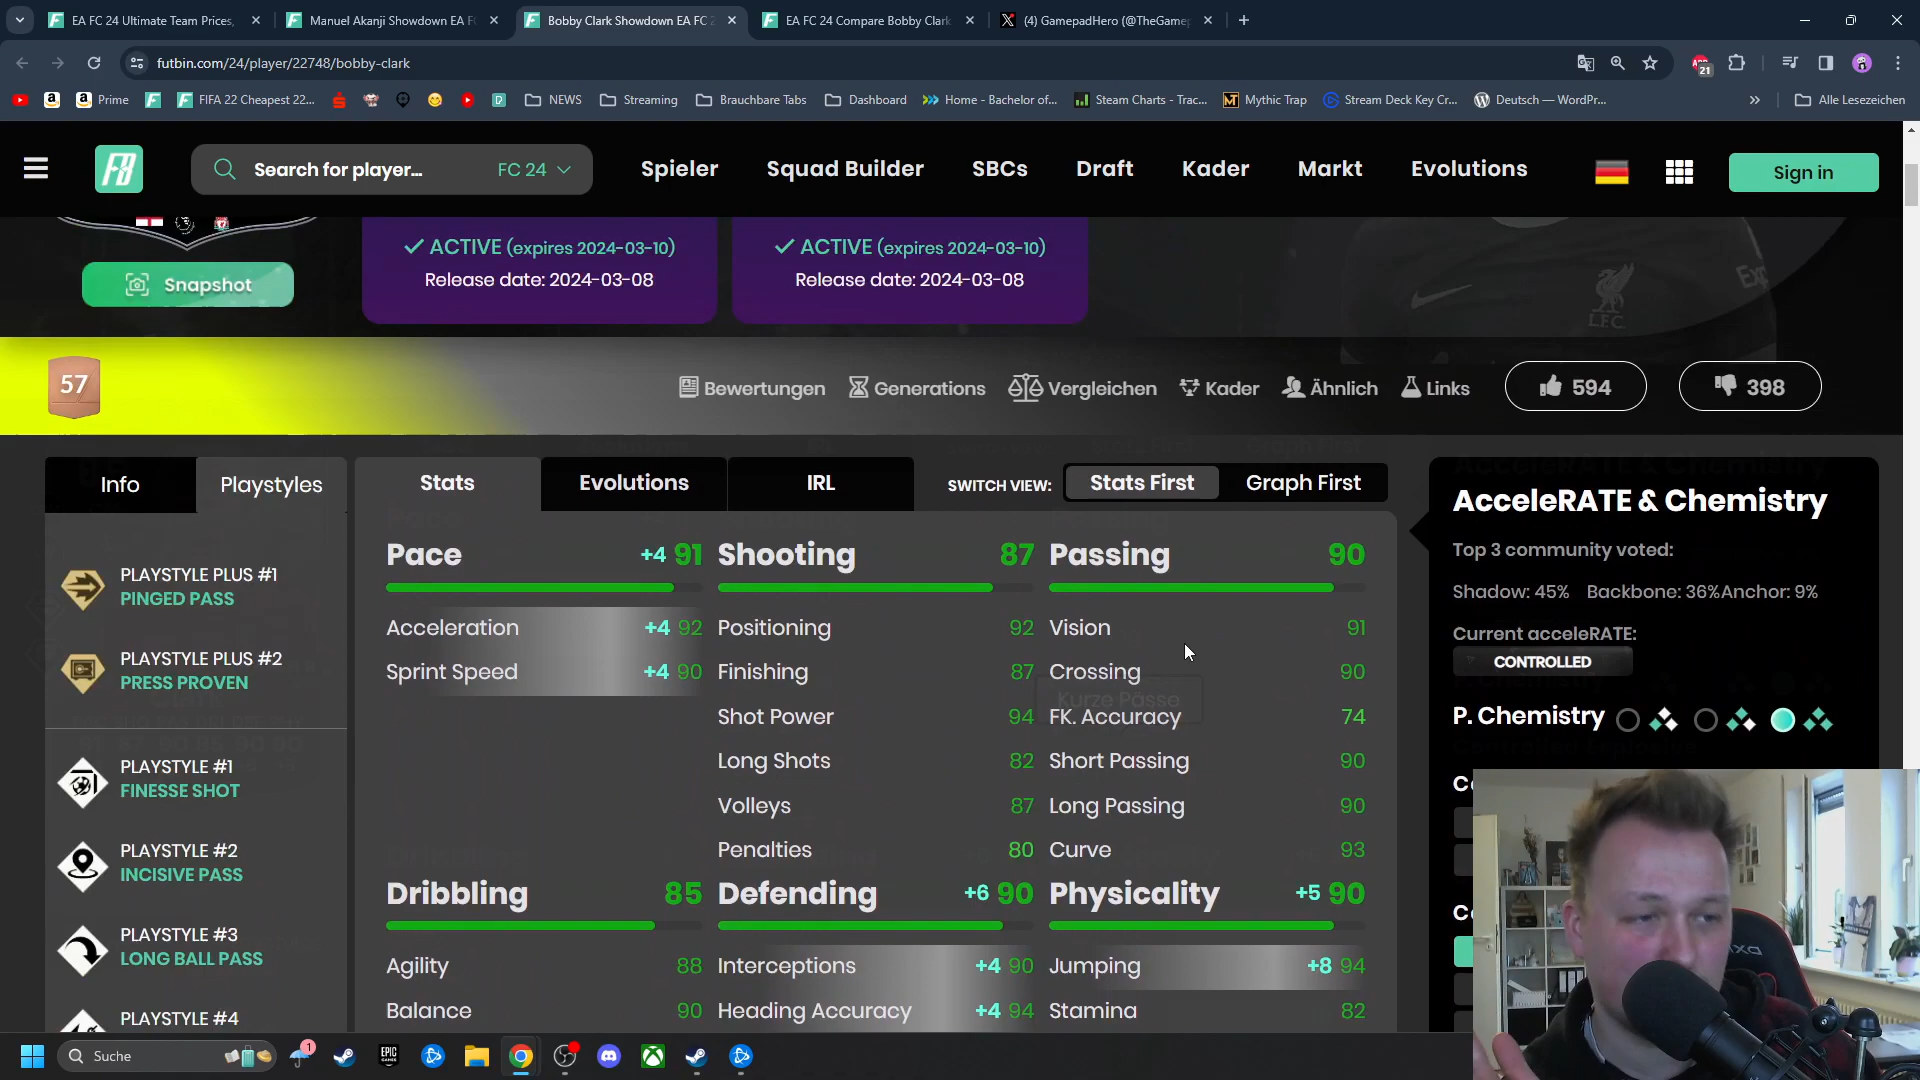 EA FC 24 Ultimate Team Prices,
Manuel Akanji Showdown EA F
Bobby Clark Showdown EA FC 2
EA FC 24 Compare Bobby Clark
(4) GamepadHero (@TheGame
futbin.com/24/player/22748/bobby-clark
21
Prime
FIFA 22 Cheapest 22...
NEWS
Streaming
Brauchbare Tabs
Dashboard
Home - Bachelor of...
Steam Charts - Trac...
Mythic Trap
Stream Deck Key Cr...
Deutsch — WordPr...
Alle Lesezeichen
Search for player...
FC 24
Spieler
Squad Builder
SBCs
Draft
Kader
Markt
Evolutions
Sign in
ACTIVE (expires 2024-03-10)
Release date: 2024-03-08
ACTIVE (expires 2024-03-10)
Release date: 2024-03-08
Snapshot
L.F.C.
57
Bewertungen
Generations
Vergleichen
Kader
Ähnlich
Links
594
398
Info
Playstyles
PLAYSTYLE PLUS #1
PINGED PASS
PLAYSTYLE PLUS #2
PRESS PROVEN
PLAYSTYLE #1
FINESSE SHOT
PLAYSTYLE #2
INCISIVE PASS
PLAYSTYLE #3
LONG BALL PASS
PLAYSTYLE #4
Stats
Evolutions
IRL
SWITCH VIEW:
Stats First
Graph First
Pace +4 91
Acceleration +4 92
Sprint Speed +4 90
Shooting 87
Positioning 92
Finishing 87
Shot Power 94
Long Shots 82
Volleys 87
Penalties 80
Passing 90
Vision 91
Crossing 90
Kurze Pässe
FK. Accuracy 74
Short Passing 90
Long Passing 90
Curve 93
Dribbling 85
Agility 88
Balance 90
Defending +6 90
Interceptions +4 90
Heading Accuracy +4 94
Physicality +5 90
Jumping +8 94
Stamina 82
AcceleRATE & Chemistry
Top 3 community voted:
Shadow: 45% Backbone: 36%Anchor: 9%
Current acceleRATE:
CONTROLLED
P. Chemistry
Suche
1